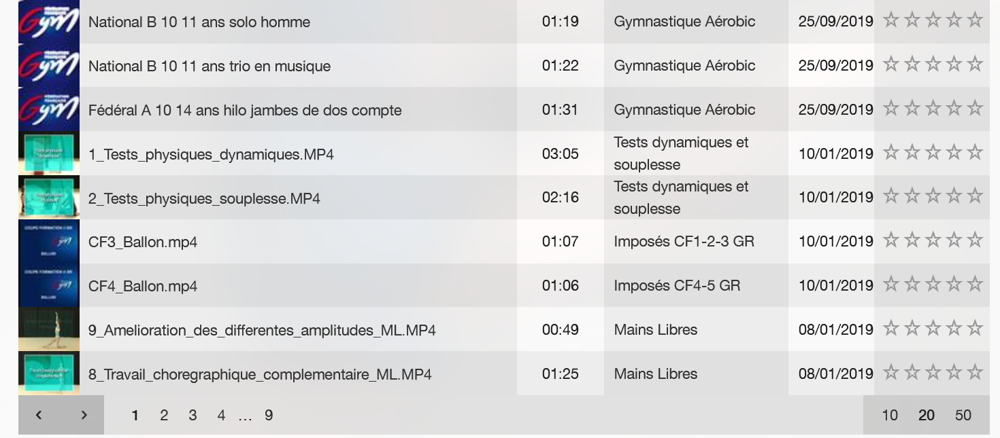 Gym National B 10 11 ans solo homme 01:19 Gymnastique Aérobic 25/09/2019
Gym National B 10 11 ans trio en musique 01:22 Gymnastique Aérobic 25/09/2019
Gym Fédéral A 10 14 ans hilo jambes de dos compte 01:31 Gymnastique Aérobic 25/09/2019
1_Tests_physiques_dynamiques.MP4 03:05 Tests dynamiques et
souplesse 10/01/2019
2_Tests_physiques_souplesse.MP4 02:16 Tests dynamiques et
souplesse 10/01/2019
CF3_Ballon.mp4 01:07 Imposés CF1-2-3 GR 10/01/2019
CF4_Ballon.mp4 01:06 Imposés CF4-5 GR 10/01/2019
9_Amelioration_des_differentes_amplitudes_ML.MP4 00:49 Mains Libres 08/01/2019
8_Travail_choregraphique_complementaire_ML.MP4 01:25 Mains Libres 08/01/2019
‹ › 1 2 3 4 ... 9 10 20 50